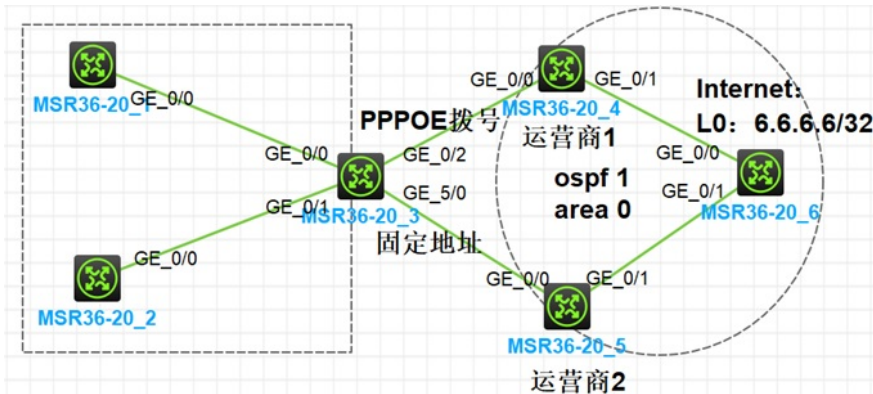 MSR36-20_1
GE_0/0
GE_0/0
MSR36-20_4
GE_0/1
PPPOE拨号
运营商1
Internet:
L0：6.6.6.6/32
GE_0/0
GE_0/2
GE_0/0
GE_0/1
GE_5/0
MSR36-20_3
固定地址
ospf 1
area 0
GE_0/1
MSR36-20_6
GE_0/0
MSR36-20_2
GE_0/0
GE_0/1
MSR36-20_5
运营商2